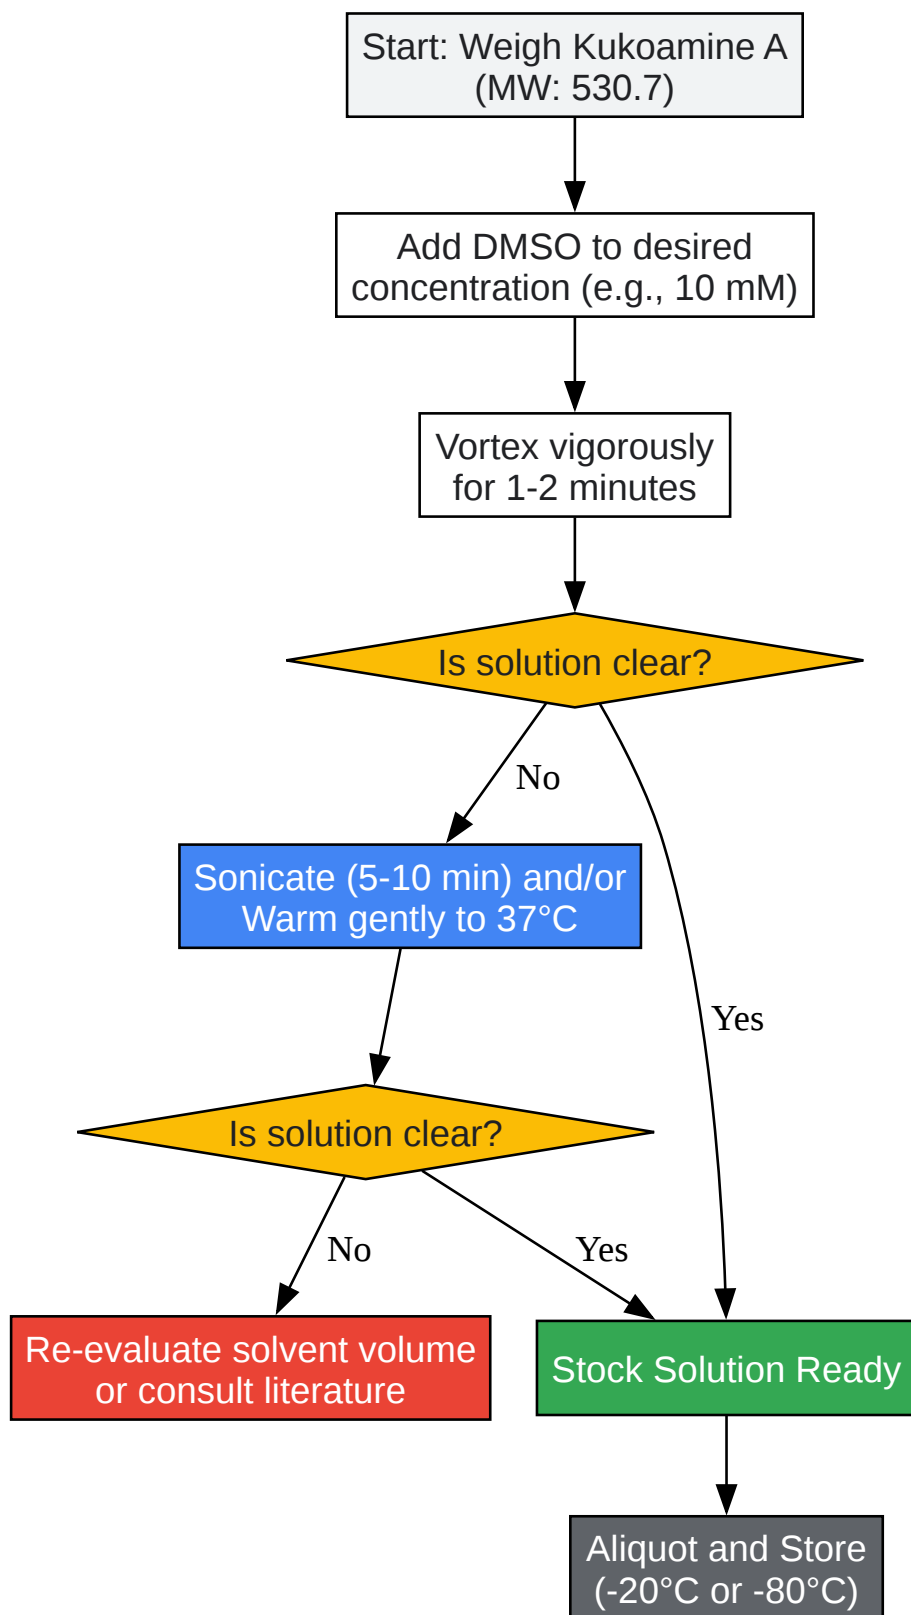 Start: Weigh Kukoamine A
(MW: 530.7)
Add DMSO to desired
concentration (e.g., 10 mM)
Vortex vigorously
for 1-2 minutes
Is solution clear?
No
Sonicate (5-10 min) and/or
Warm gently to 37°C
Yes
Is solution clear?
No
Yes
Re-evaluate solvent volume
or consult literature
Stock Solution Ready
Aliquot and Store
(-20°C or -80°C)